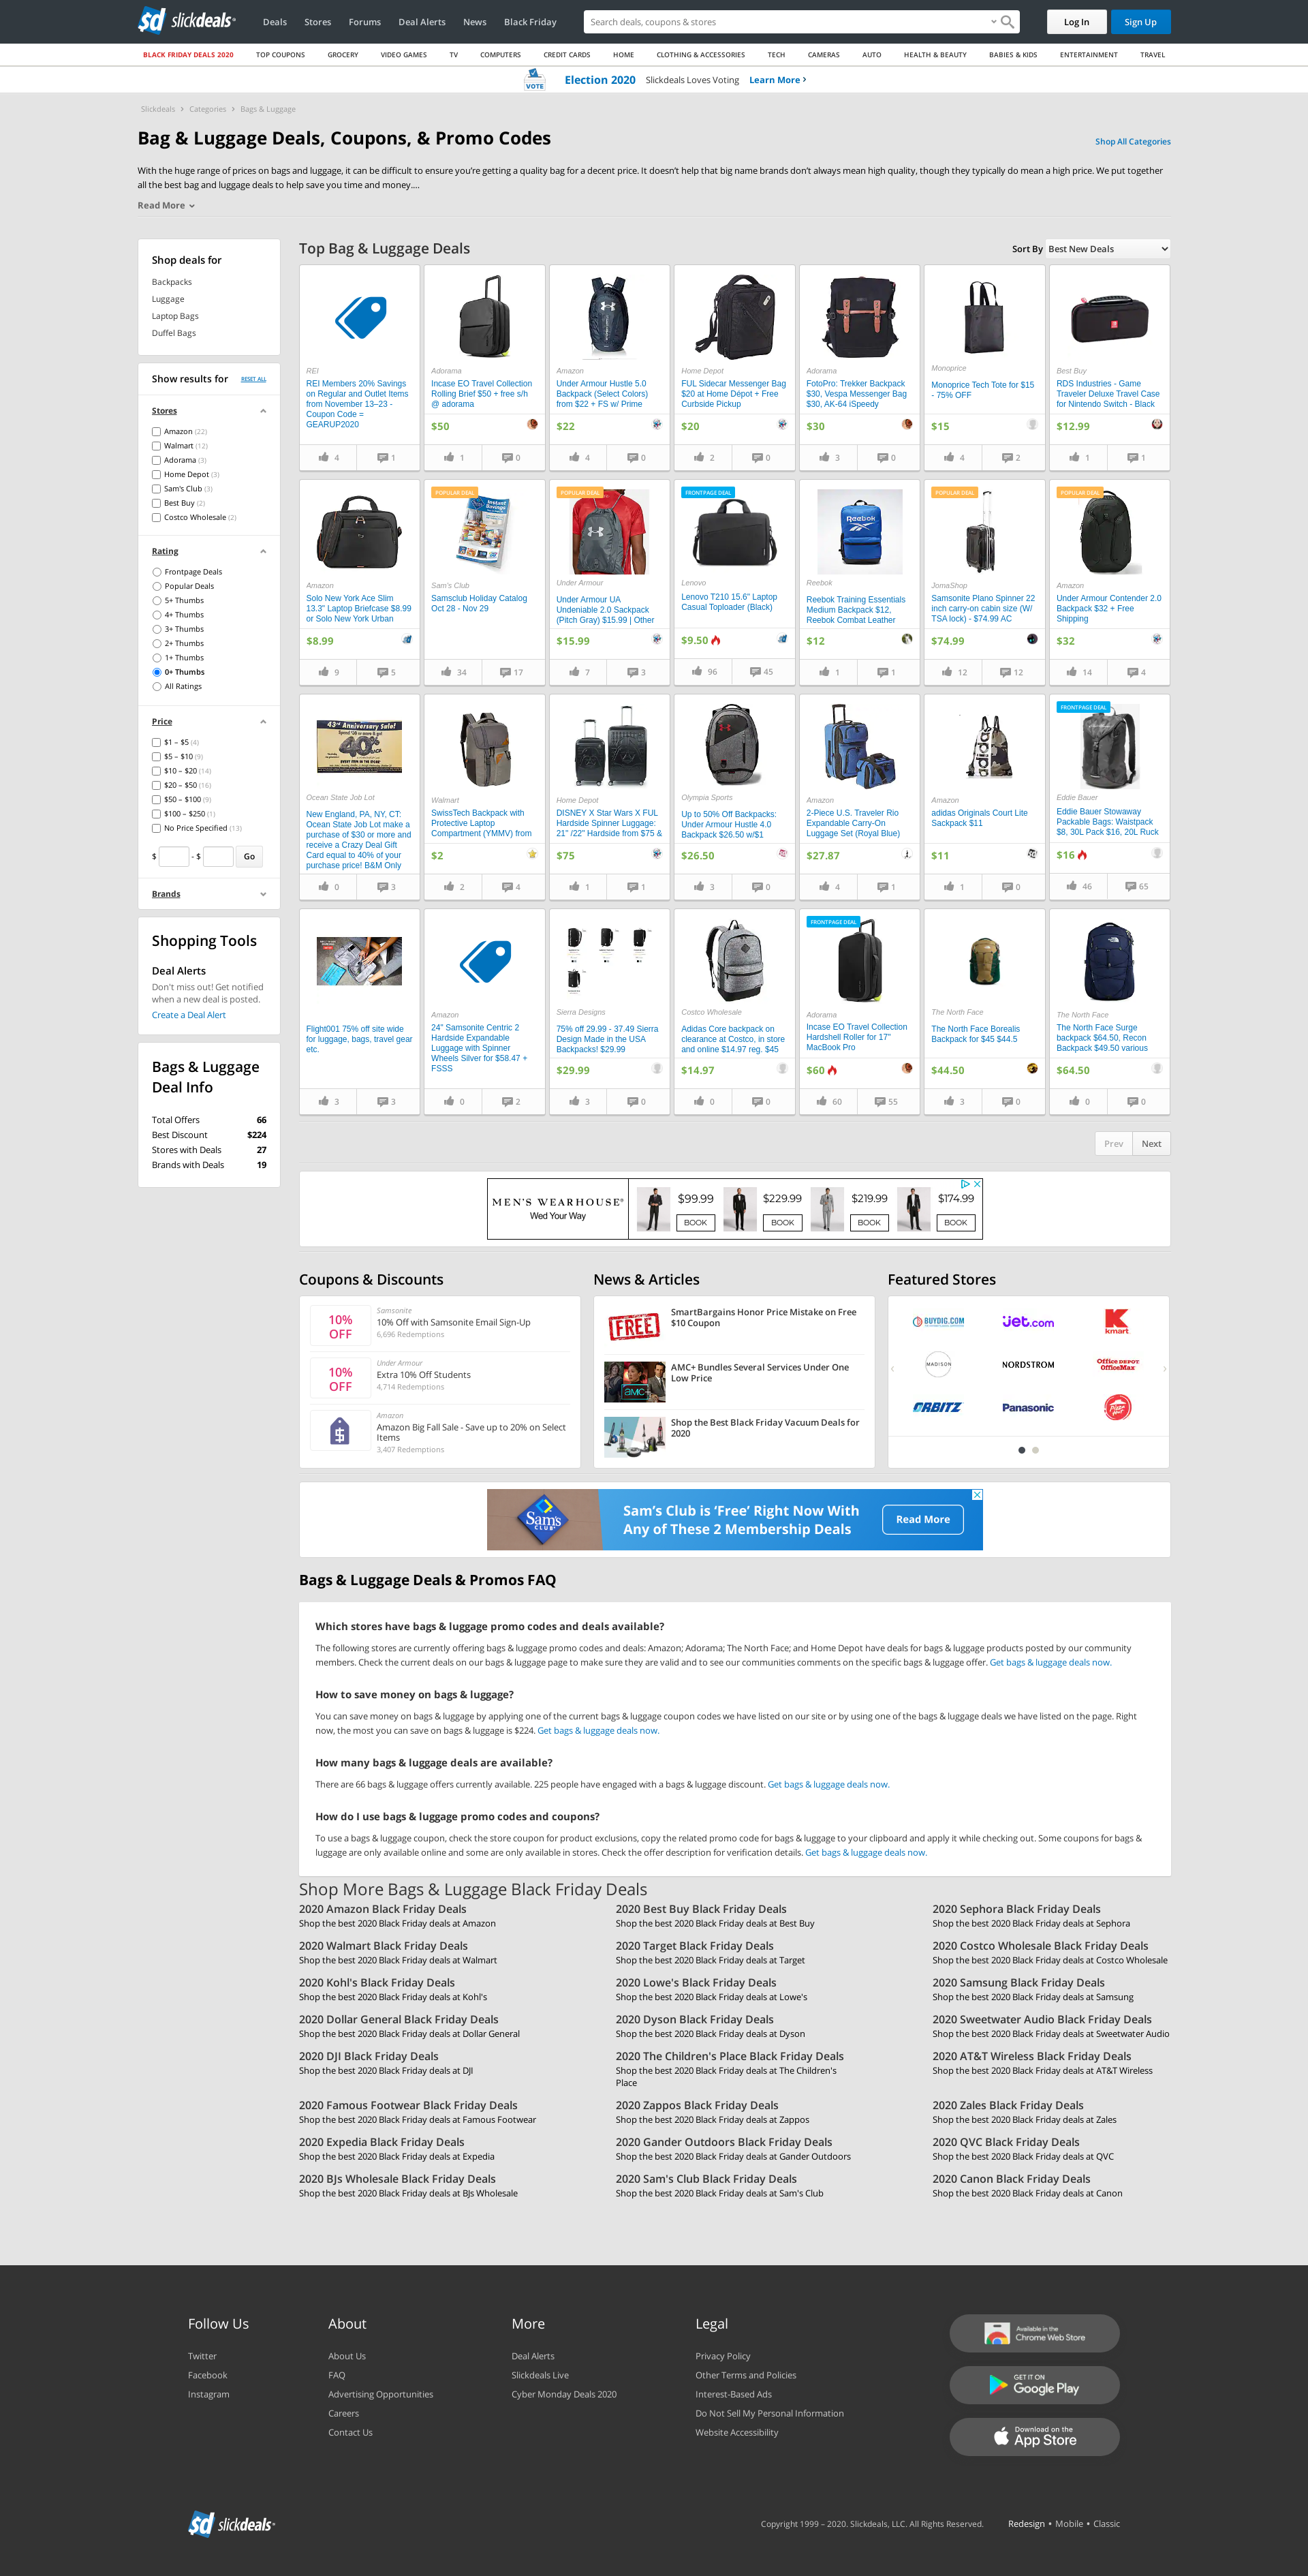 slickdeals
Deals
Stores
Forums
Deal Alerts
News
Black Friday
Search deals, coupons & stores
Log In
Sign Up
BLACK FRIDAY DEALS 2020
TOP COUPONS
GROCERY
VIDEO GAMES
TV
COMPUTERS
CREDIT CARDS
HOME
CLOTHING & ACCESSORIES
TECH
CAMERAS
AUTO
HEALTH & BEAUTY
BABIES & KIDS
ENTERTAINMENT
TRAVEL
VOTE
Election 2020 Slickdeals Loves Voting Learn More ›
Slickdeals › Categories › Bags & Luggage
Bag & Luggage Deals, Coupons, & Promo Codes
Shop All Categories
With the huge range of prices on bags and luggage, it can be difficult to ensure you’re getting a quality bag for a decent price. It doesn’t help that big name brands don’t always mean high quality, though they typically do mean a high price. We put together
all the best bag and luggage deals to help save you time and money....
Read More
Shop deals for
Backpacks
Luggage
Laptop Bags
Duffel Bags
Show results for
RESET ALL
Stores
Amazon (22)
Walmart (12)
Adorama (3)
Home Depot (3)
Sam's Club (3)
Best Buy (2)
Costco Wholesale (2)
Rating
Frontpage Deals
Popular Deals
5+ Thumbs
4+ Thumbs
3+ Thumbs
2+ Thumbs
1+ Thumbs
0+ Thumbs
All Ratings
Price
$1 – $5 (4)
$5 – $10 (9)
$10 – $20 (14)
$20 – $50 (16)
$50 – $100 (9)
$100 – $250 (1)
No Price Specified (13)
$ - $ Go
Brands
Shopping Tools
Deal Alerts
Don't miss out! Get notified
when a new deal is posted.
Create a Deal Alert
Bags & Luggage
Deal Info
Total Offers 66
Best Discount $224
Stores with Deals 27
Brands with Deals 19
Top Bag & Luggage Deals
Sort By Best New Deals
REI
REI Members 20% Savings
on Regular and Outlet Items
from November 13–23 -
Coupon Code =
GEARUP2020
4 1
Adorama
Incase EO Travel Collection
Rolling Brief $50 + free s/h
@ adorama
$50
1 0
Amazon
Under Armour Hustle 5.0
Backpack (Select Colors)
from $22 + FS w/ Prime
$22
4 0
Home Depot
FUL Sidecar Messenger Bag
$20 at Home Dépot + Free
Curbside Pickup
$20
2 0
Adorama
FotoPro: Trekker Backpack
$30, Vespa Messenger Bag
$30, AK-64 iSpeedy
$30
3 0
Monoprice
Monoprice Tech Tote for $15
- 75% OFF
$15
4 2
Best Buy
RDS Industries - Game
Traveler Deluxe Travel Case
for Nintendo Switch - Black
$12.99
1 1
Amazon
Solo New York Ace Slim
13.3" Laptop Briefcase $8.99
or Solo New York Urban
$8.99
9 5
POPULAR DEAL
Instant Savings
Sam's Club
Samsclub Holiday Catalog
Oct 28 - Nov 29
34 17
POPULAR DEAL
Under Armour
Under Armour UA
Undeniable 2.0 Sackpack
(Pitch Gray) $15.99 | Other
$15.99
7 3
FRONTPAGE DEAL
Lenovo
Lenovo T210 15.6" Laptop
Casual Toploader (Black)
$9.50
96 45
Reebok
Reebok
Reebok Training Essentials
Medium Backpack $12,
Reebok Combat Leather
$12
1 1
POPULAR DEAL
JomaShop
Samsonite Plano Spinner 22
inch carry-on cabin size (W/
TSA lock) - $74.99 AC
$74.99
12 12
POPULAR DEAL
Amazon
Under Armour Contender 2.0
Backpack $32 + Free
Shipping
$32
14 4
43rd Anniversary Sale!
40%
Ocean State Job Lot
New England, PA, NY, CT:
Ocean State Job Lot make a
purchase of $30 or more and
receive a Crazy Deal Gift
Card equal to 40% of your
purchase price! B&M Only
0 3
Walmart
SwissTech Backpack with
Protective Laptop
Compartment (YMMV) from
$2
2 4
Home Depot
DISNEY X Star Wars X FUL
Hardside Spinner Luggage:
21" /22" Hardside from $75 &
$75
1 1
Olympia Sports
Up to 50% Off Backpacks:
Under Armour Hustle 4.0
Backpack $26.50 w/$1
$26.50
3 0
Amazon
2-Piece U.S. Traveler Rio
Expandable Carry-On
Luggage Set (Royal Blue)
$27.87
4 1
adidas
Amazon
adidas Originals Court Lite
Sackpack $11
$11
1 0
FRONTPAGE DEAL
Eddie Bauer
Eddie Bauer Stowaway
Packable Bags: Waistpack
$8, 30L Pack $16, 20L Ruck
$16
46 65
Flight001 75% off site wide
for luggage, bags, travel gear
etc.
3 3
Amazon
24" Samsonite Centric 2
Hardside Expandable
Luggage with Spinner
Wheels Silver for $58.47 +
FSSS
0 2
Sierra Designs
75% off 29.99 - 37.49 Sierra
Design Made in the USA
Backpacks! $29.99
$29.99
3 0
Costco Wholesale
Adidas Core backpack on
clearance at Costco, in store
and online $14.97 reg. $45
$14.97
0 0
FRONTPAGE DEAL
Adorama
Incase EO Travel Collection
Hardshell Roller for 17"
MacBook Pro
$60
60 55
The North Face
The North Face Borealis
Backpack for $45 $44.5
$44.50
3 0
The North Face
The North Face Surge
backpack $64.50, Recon
Backpack $49.50 various
$64.50
0 0
Prev
Next
MEN'S WEARHOUSE®
Wed Your Way
$99.99 BOOK
$229.99 BOOK
$219.99 BOOK
$174.99 BOOK
Coupons & Discounts
10% OFF
Samsonite
10% Off with Samsonite Email Sign-Up
6,696 Redemptions
10% OFF
Under Armour
Extra 10% Off Students
4,714 Redemptions
$
Amazon
Amazon Big Fall Sale - Save up to 20% on Select
Items
3,407 Redemptions
News & Articles
FREE
SmartBargains Honor Price Mistake on Free
$10 Coupon
AMC+
AMC+ Bundles Several Services Under One
Low Price
Shop the Best Black Friday Vacuum Deals for
2020
Featured Stores
BUYDIG.COM
jet.com
kmart
MADISON
NORDSTROM
Office DEPOT
OfficeMax
ORBITZ
Panasonic
Pizza Hut
Sam's CLUB
Sam’s Club is ‘Free’ Right Now With
Any of These 2 Membership Deals
Read More
Bags & Luggage Deals & Promos FAQ
Which stores have bags & luggage promo codes and deals available?
The following stores are currently offering bags & luggage promo codes and deals: Amazon; Adorama; The North Face; and Home Depot have deals for bags & luggage products posted by our community
members. Check the current deals on our bags & luggage page to make sure they are valid and to see our communities comments on the specific bags & luggage offer. Get bags & luggage deals now.
How to save money on bags & luggage?
You can save money on bags & luggage by applying one of the current bags & luggage coupon codes we have listed on our site or by using one of the bags & luggage deals we have listed on the page. Right
now, the most you can save on bags & luggage is $224. Get bags & luggage deals now.
How many bags & luggage deals are available?
There are 66 bags & luggage offers currently available. 225 people have engaged with a bags & luggage discount. Get bags & luggage deals now.
How do I use bags & luggage promo codes and coupons?
To use a bags & luggage coupon, check the store coupon for product exclusions, copy the related promo code for bags & luggage to your clipboard and apply it while checking out. Some coupons for bags &
luggage are only available online and some are only available in stores. Check the offer description for verification details. Get bags & luggage deals now.
Shop More Bags & Luggage Black Friday Deals
2020 Amazon Black Friday Deals
Shop the best 2020 Black Friday deals at Amazon
2020 Best Buy Black Friday Deals
Shop the best 2020 Black Friday deals at Best Buy
2020 Sephora Black Friday Deals
Shop the best 2020 Black Friday deals at Sephora
2020 Walmart Black Friday Deals
Shop the best 2020 Black Friday deals at Walmart
2020 Target Black Friday Deals
Shop the best 2020 Black Friday deals at Target
2020 Costco Wholesale Black Friday Deals
Shop the best 2020 Black Friday deals at Costco Wholesale
2020 Kohl's Black Friday Deals
Shop the best 2020 Black Friday deals at Kohl's
2020 Lowe's Black Friday Deals
Shop the best 2020 Black Friday deals at Lowe's
2020 Samsung Black Friday Deals
Shop the best 2020 Black Friday deals at Samsung
2020 Dollar General Black Friday Deals
Shop the best 2020 Black Friday deals at Dollar General
2020 Dyson Black Friday Deals
Shop the best 2020 Black Friday deals at Dyson
2020 Sweetwater Audio Black Friday Deals
Shop the best 2020 Black Friday deals at Sweetwater Audio
2020 DJI Black Friday Deals
Shop the best 2020 Black Friday deals at DJI
2020 The Children's Place Black Friday Deals
Shop the best 2020 Black Friday deals at The Children's
Place
2020 AT&T Wireless Black Friday Deals
Shop the best 2020 Black Friday deals at AT&T Wireless
2020 Famous Footwear Black Friday Deals
Shop the best 2020 Black Friday deals at Famous Footwear
2020 Zappos Black Friday Deals
Shop the best 2020 Black Friday deals at Zappos
2020 Zales Black Friday Deals
Shop the best 2020 Black Friday deals at Zales
2020 Expedia Black Friday Deals
Shop the best 2020 Black Friday deals at Expedia
2020 Gander Outdoors Black Friday Deals
Shop the best 2020 Black Friday deals at Gander Outdoors
2020 QVC Black Friday Deals
Shop the best 2020 Black Friday deals at QVC
2020 BJs Wholesale Black Friday Deals
Shop the best 2020 Black Friday deals at BJs Wholesale
2020 Sam's Club Black Friday Deals
Shop the best 2020 Black Friday deals at Sam's Club
2020 Canon Black Friday Deals
Shop the best 2020 Black Friday deals at Canon
Follow Us
Twitter
Facebook
Instagram
About
About Us
FAQ
Advertising Opportunities
Careers
Contact Us
More
Deal Alerts
Slickdeals Live
Cyber Monday Deals 2020
Legal
Privacy Policy
Other Terms and Policies
Interest-Based Ads
Do Not Sell My Personal Information
Website Accessibility
Available in the
Chrome Web Store
GET IT ON
Google Play
Download on the
App Store
slickdeals
Copyright 1999 – 2020. Slickdeals, LLC. All Rights Reserved.
Redesign • Mobile • Classic